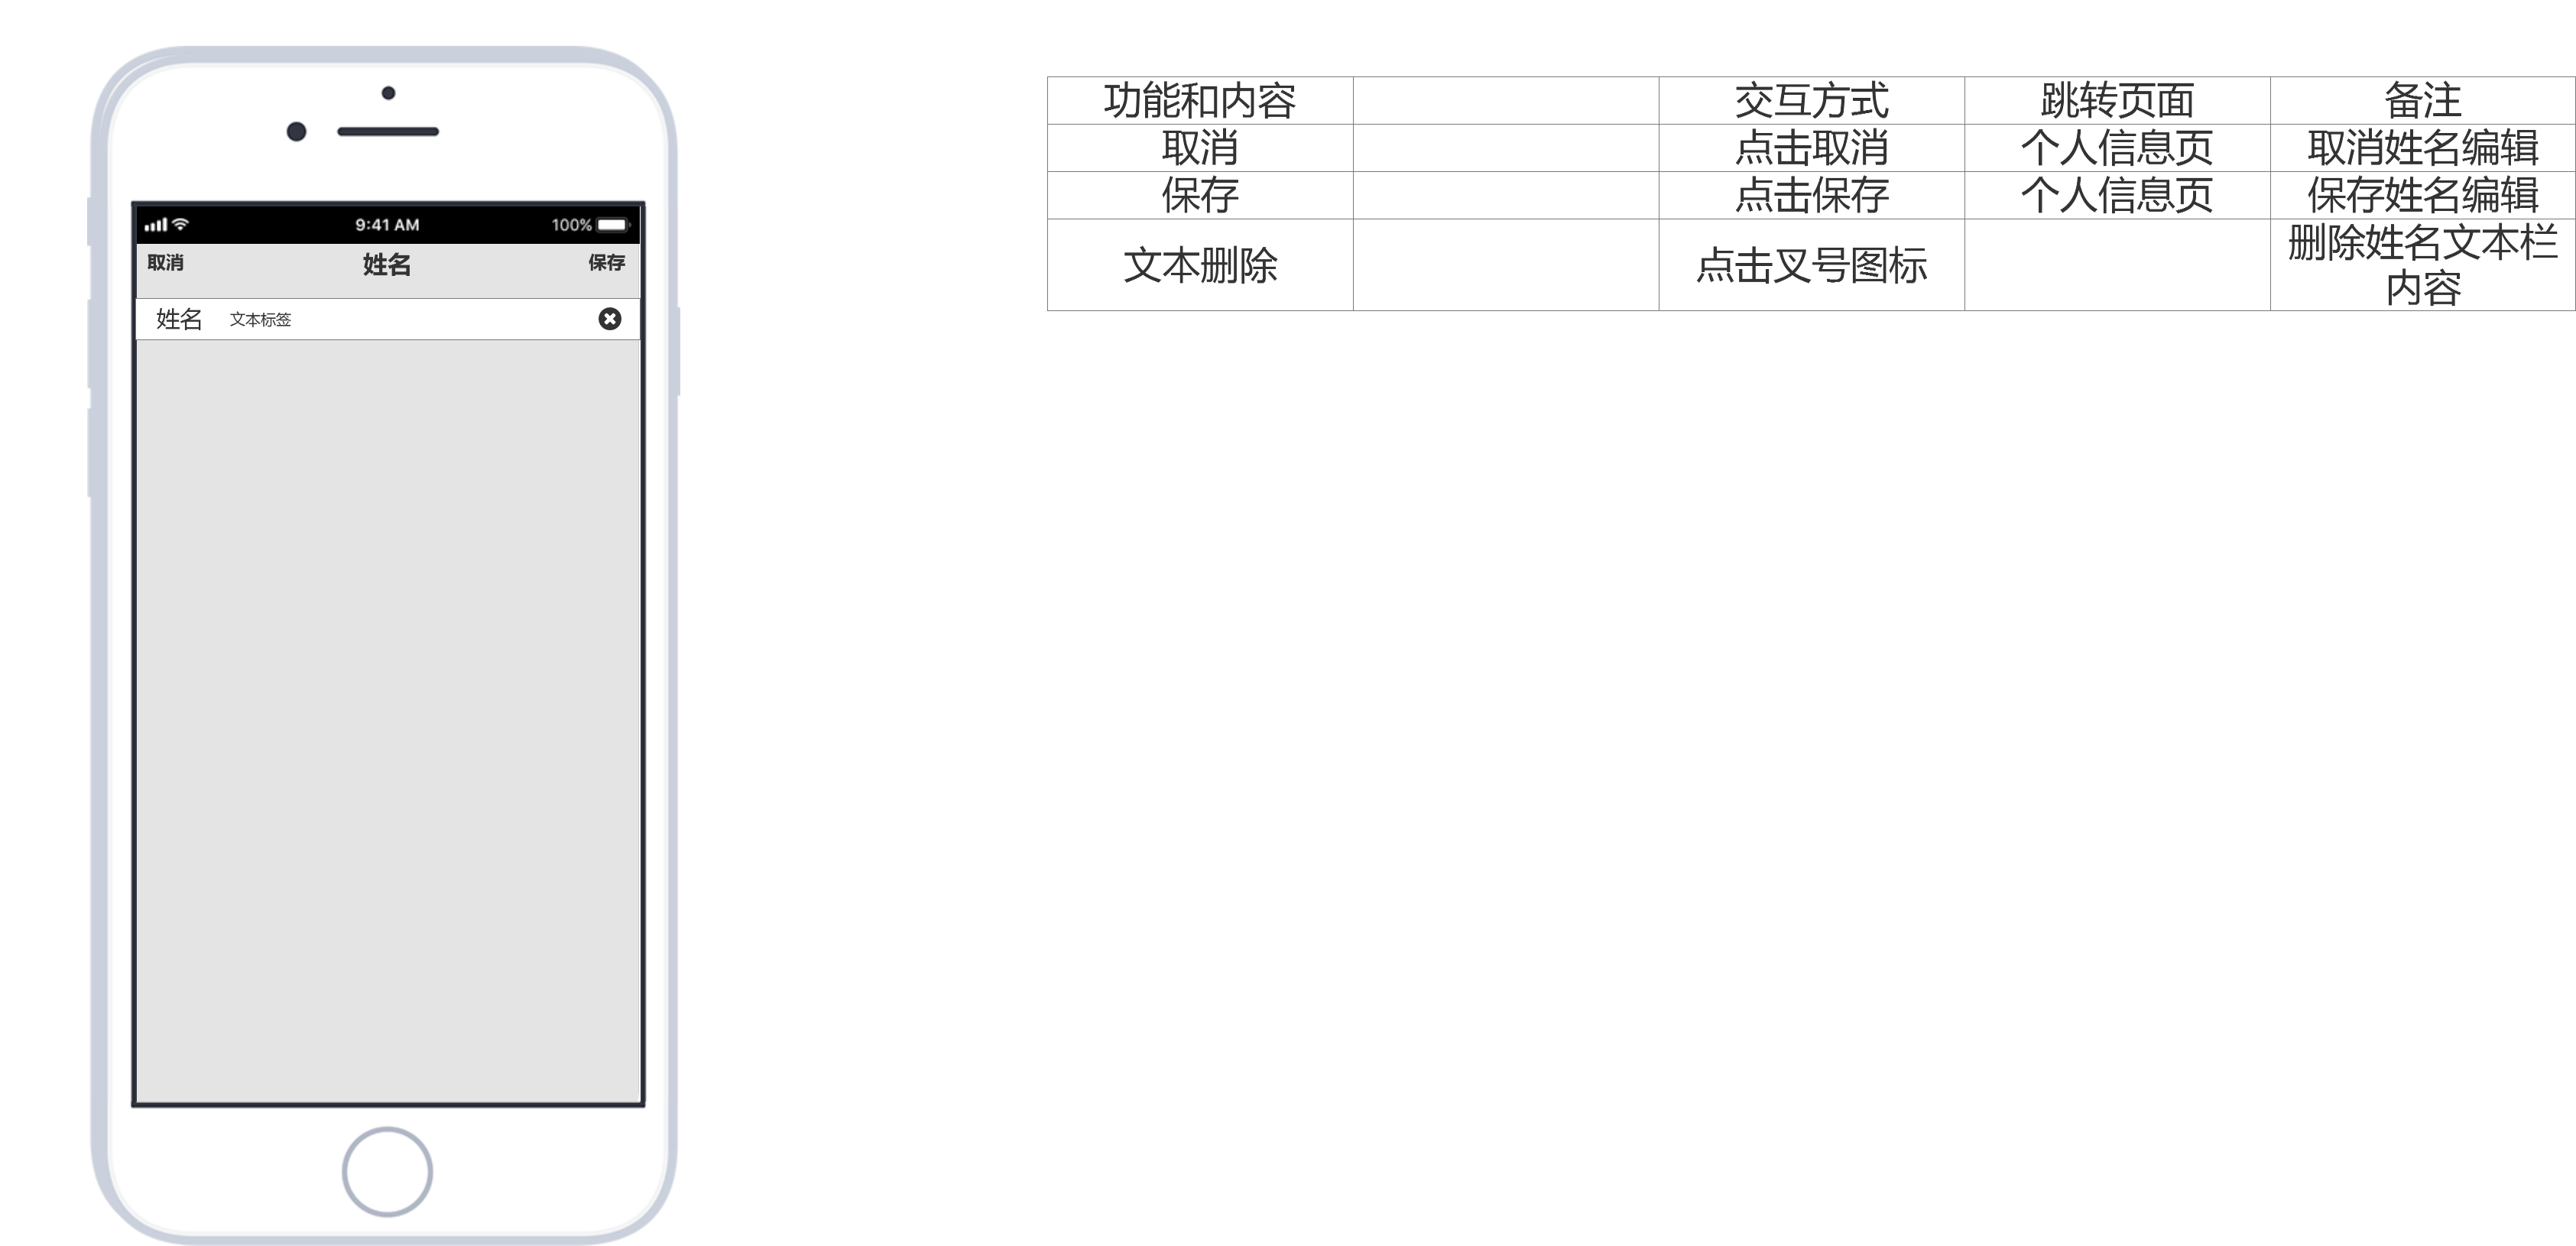 9:41 AM 100%
取消 姓名 保存
姓名 文本标签
功能和内容 交互方式 跳转页面 备注
取消 点击取消 个人信息页 取消姓名编辑
保存 点击保存 个人信息页 保存姓名编辑
文本删除 点击叉号图标 删除姓名文本栏
内容